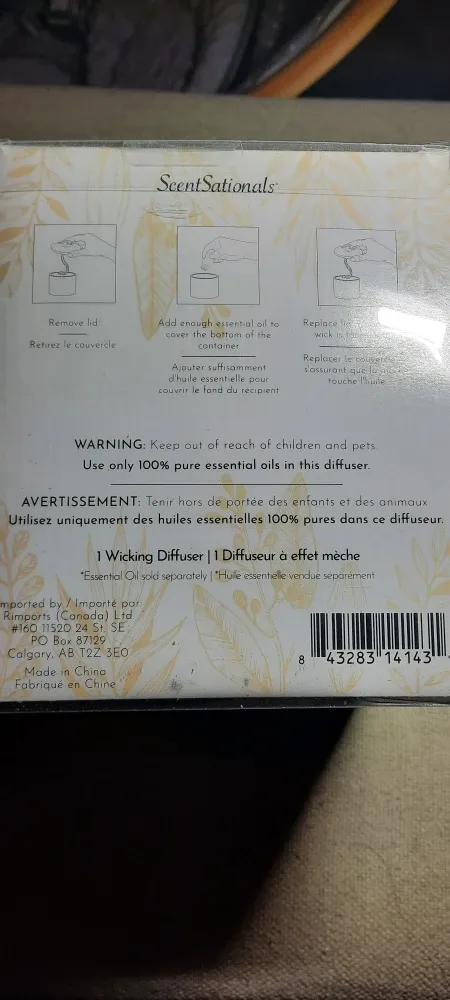 ScentSationals
Remove lid.
Retirez le couvercle
Add enough essential oil to
cover the bottom of the
container
Ajouter suffisamment
d'huile essentielle pour
couvrir le fond du récipient
Replace
wick is
Replacer le couvercle
s'assurant que la
touche l'huile
WARNING: Keep out of reach of children and pets.
Use only 100% pure essential oils in this diffuser.
AVERTISSEMENT: Tenir hors de portée des enfants et des animaux
Utilisez uniquement des huiles essentielles 100% pures dans ce diffuseur.
1 Wicking Diffuser | 1 Diffuseur à effet mèche
*Essential Oil sold separately | *Huile essentielle vendue séparément
mported by / Importé par:
Rimports (Canada) Ltd.
#160 11520 24 St. SE
PO Box 87129
Calgary, AB T2Z 3E0
Made in China
Fabriqué en Chine
8 43283 14143